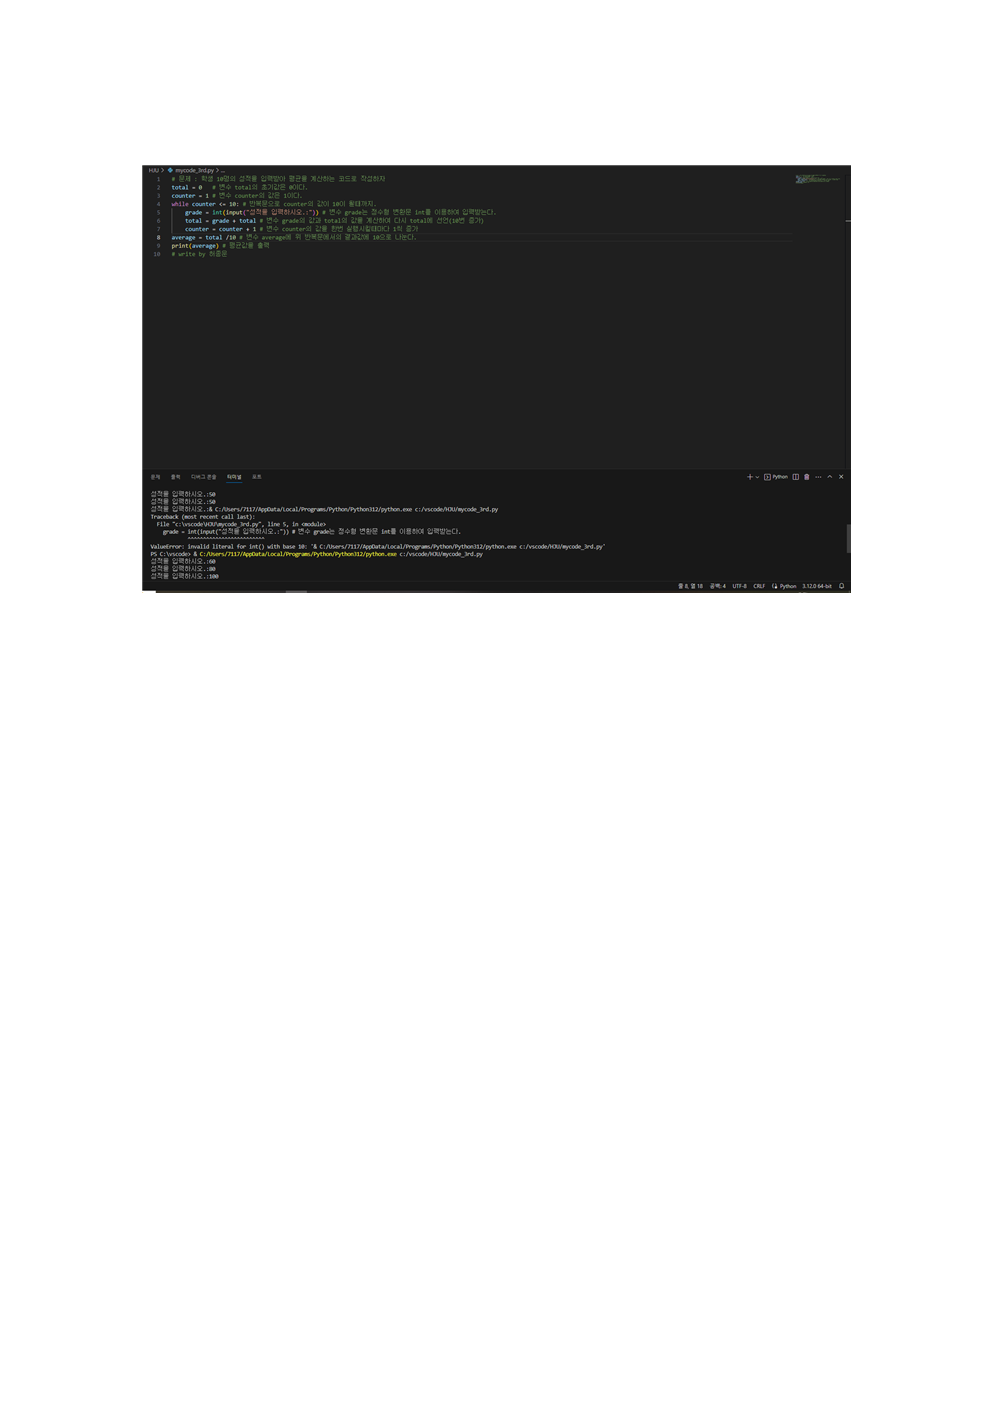 HJU > mycode_3rd.py > ...
1 # 문제 : 학생 10명의 성적을 입력받아 평균을 계산하는 코드로 작성하자
2 total = 0 # 변수 total의 초기값은 0이다.
3 counter = 1 # 변수 counter의 값은 1이다.
4 while counter <= 10: # 반복문으로 counter의 값이 10이 될때까지.
5 grade = int(input("성적을 입력하시오.:")) # 변수 grade는 정수형 변환문 int를 이용하여 입력받는다.
6 total = grade + total # 변수 grade의 값과 total의 값을 계산하여 다시 total에 선언(10번 증가)
7 counter = counter + 1 # 변수 counter의 값을 한번 실행시킬때마다 1씩 증가
8 average = total /10 # 변수 average에 위 반복문에서의 결과값에 10으로 나눈다.
9 print(average) # 평균값을 출력
10 # write by
문제 출력 디버그 콘솔 터미널 포트
Python
성적을 입력하시오.:50
성적을 입력하시오.:50
성적을 입력하시오.:& C:/Users/7117/AppData/Local/Programs/Python/Python312/python.exe c:/vscode/HJU/mycode_3rd.py
Traceback (most recent call last):
File "c:\vscode\HJU\mycode_3rd.py", line 5, in <module>
grade = int(input("성적을 입력하시오.:")) # 변수 grade는 정수형 변환문 int를 이용하여 입력받는다.
^^^^^^^^^^^^^^^^^^^^^^^^
ValueError: invalid literal for int() with base 10: '& C:/Users/7117/AppData/Local/Programs/Python/Python312/python.exe c:/vscode/HJU/mycode_3rd.py'
PS C:\vscode> & C:/Users/7117/AppData/Local/Programs/Python/Python312/python.exe c:/vscode/HJU/mycode_3rd.py
성적을 입력하시오.:60
성적을 입력하시오.:80
성적을 입력하시오.:100
줄 8, 열 18 공백: 4 UTF-8 CRLF Python 3.12.0 64-bit